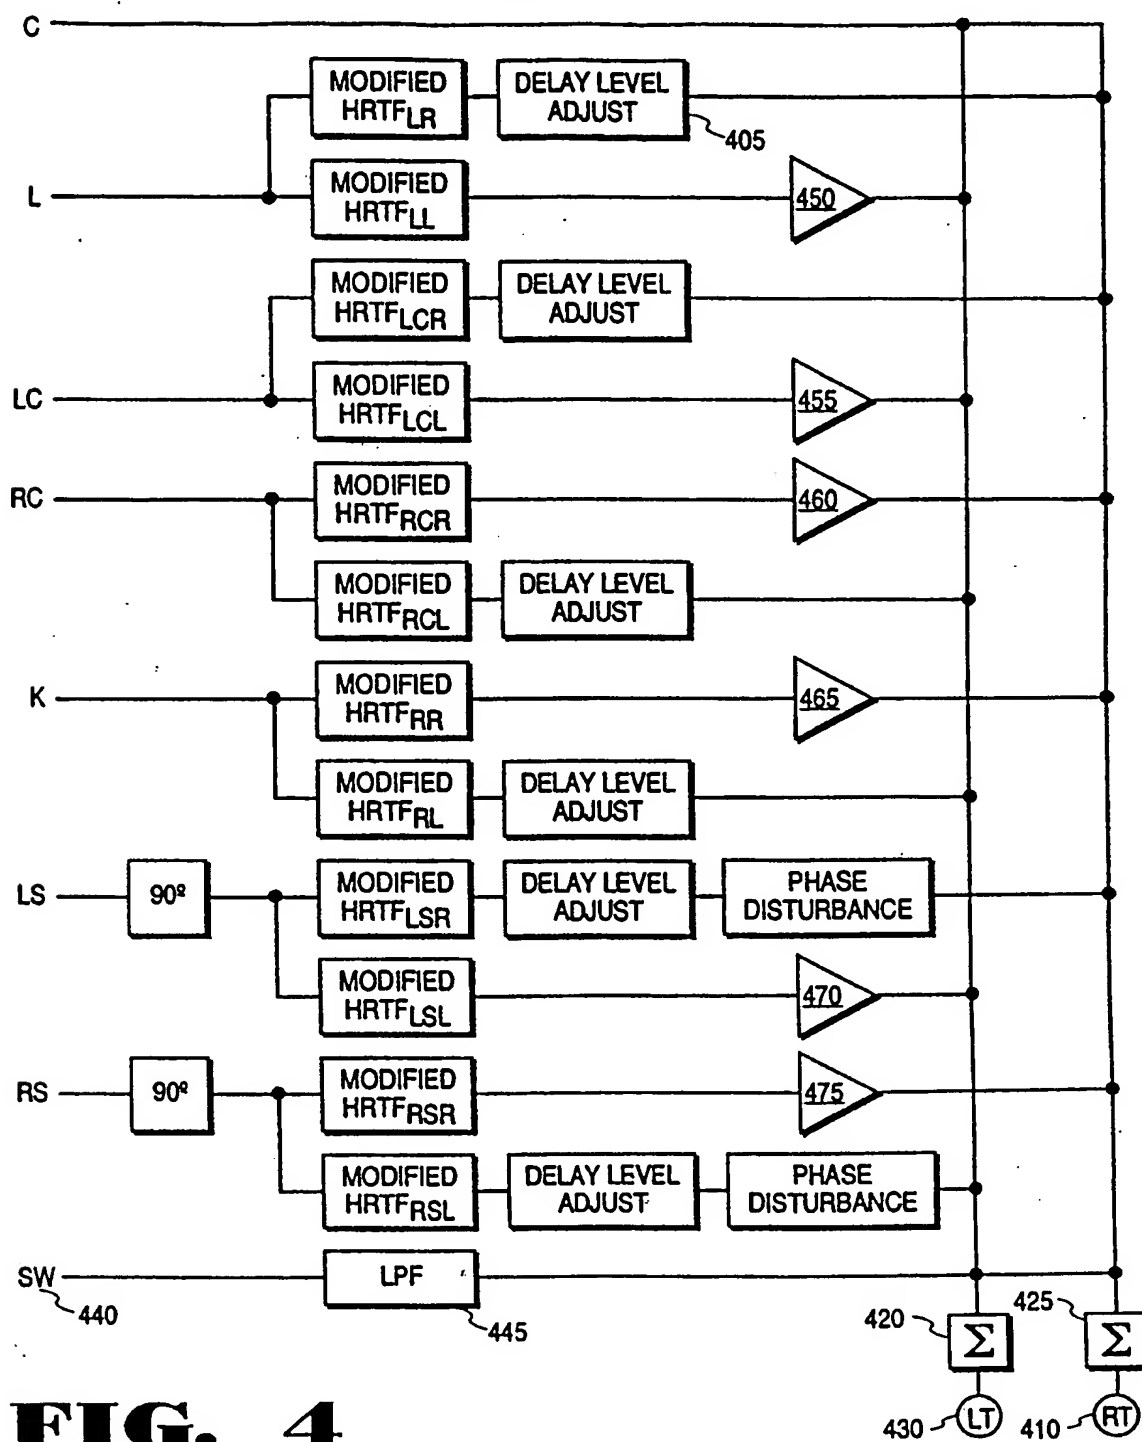 C
MODIFIED
HRTFLR
DELAY LEVEL
ADJUST
405
L
MODIFIED
HRTFLL
450
MODIFIED
HRTFLCR
DELAY LEVEL
ADJUST
LC
MODIFIED
HRTFLCL
455
RC
MODIFIED
HRTFRCR
460
MODIFIED
HRTFRCL
DELAY LEVEL
ADJUST
K
MODIFIED
HRTFRR
465
MODIFIED
HRTFRL
DELAY LEVEL
ADJUST
LS
90º
MODIFIED
HRTFLSR
DELAY LEVEL
ADJUST
PHASE
DISTURBANCE
MODIFIED
HRTFLSL
470
RS
90º
MODIFIED
HRTFRSR
475
MODIFIED
HRTFRSL
DELAY LEVEL
ADJUST
PHASE
DISTURBANCE
SW
440
LPF
445
420
Σ
425
Σ
430
LT
410
RT
FIG. 4